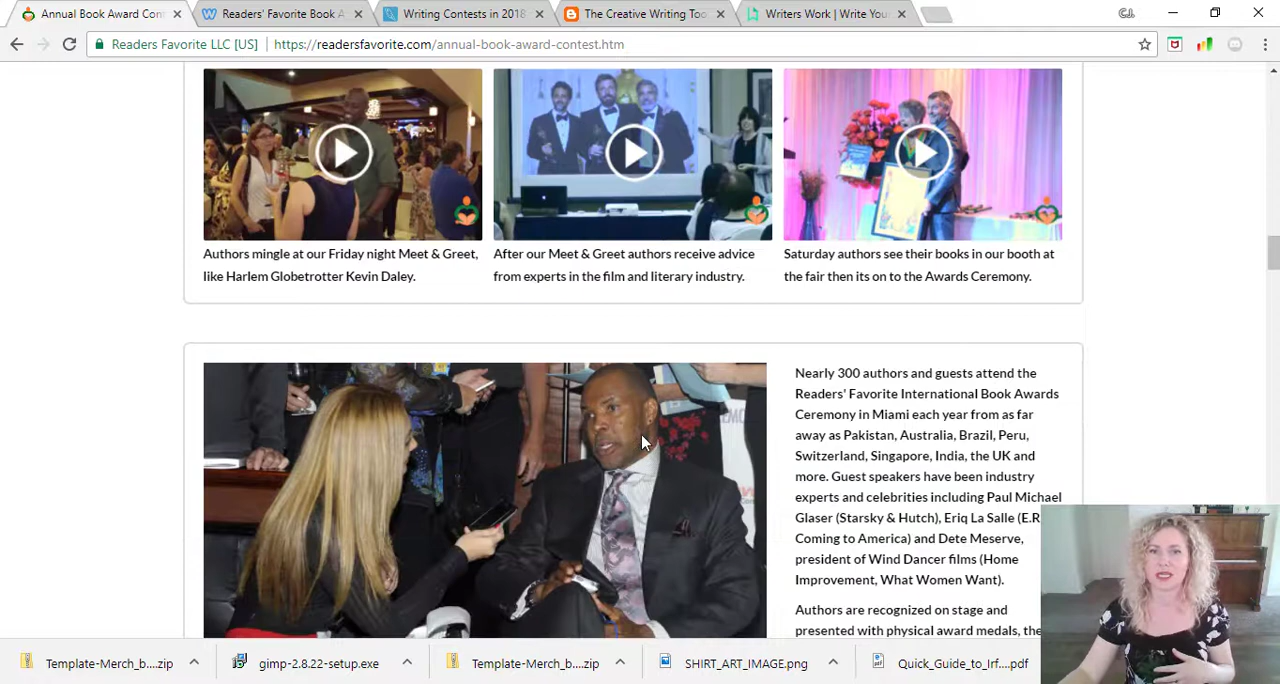 Annual Book Award Con
Readers' Favorite Book A
Writing Contests in 2018
The Creative Writing Too
Writers Work | Write You
C.J.
Readers Favorite LLC [US]
https://readersfavorite.com/annual-book-award-contest.htm
Authors mingle at our Friday night Meet & Greet,
like Harlem Globetrotter Kevin Daley.
After our Meet & Greet authors receive advice
from experts in the film and literary industry.
Saturday authors see their books in our booth at
the fair then its on to the Awards Ceremony.
Nearly 300 authors and guests attend the
Readers' Favorite International Book Awards
Ceremony in Miami each year from as far
away as Pakistan, Australia, Brazil, Peru,
Switzerland, Singapore, India, the UK and
more. Guest speakers have been industry
experts and celebrities including Paul Michael
Glaser (Starsky & Hutch), Eriq La Salle (E.R
Coming to America) and Dete Meserve,
president of Wind Dancer films (Home
Improvement, What Women Want).
Authors are recognized on stage and
presented with physical award medals, the
Template-Merch_b....zip
gimp-2.8.22-setup.exe
Template-Merch_b....zip
SHIRT_ART_IMAGE.png
Quick_Guide_to_Irf....pdf